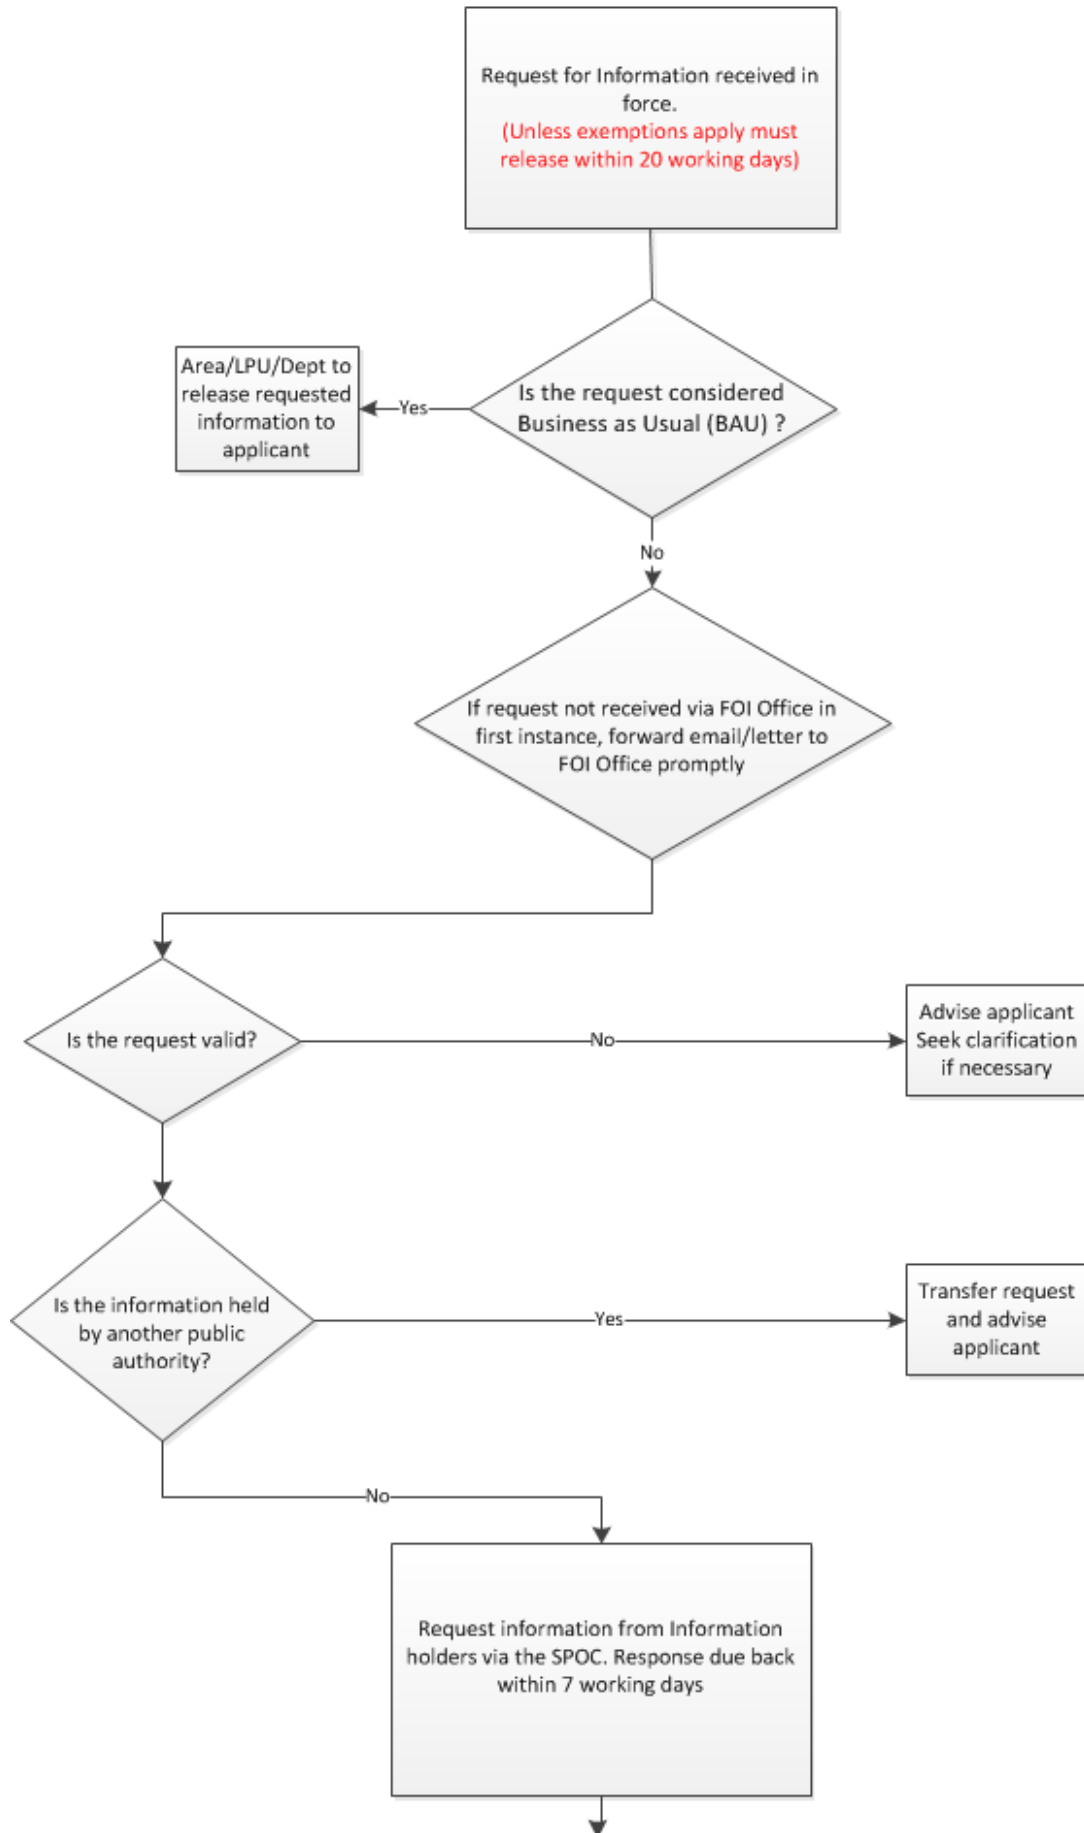 Request for Information received in
force.
(Unless exemptions apply must
release within 20 working days)
Is the request considered
Business as Usual (BAU) ?
Yes
Area/LPU/Dept to
release requested
information to
applicant
No
If request not received via FOI Office in
first instance, forward email/letter to
FOI Office promptly
Is the request valid?
No
Advise applicant
Seek clarification
if necessary
Is the information held
by another public
authority?
Yes
Transfer request
and advise
applicant
No
Request information from Information
holders via the SPOC. Response due back
within 7 working days